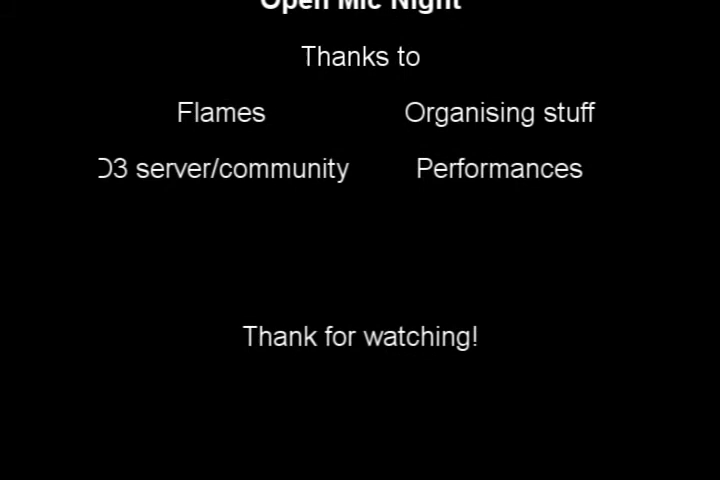 Open Mic Night
Thanks to
Flames Organising stuff
server/community Performances
Thank for watching!